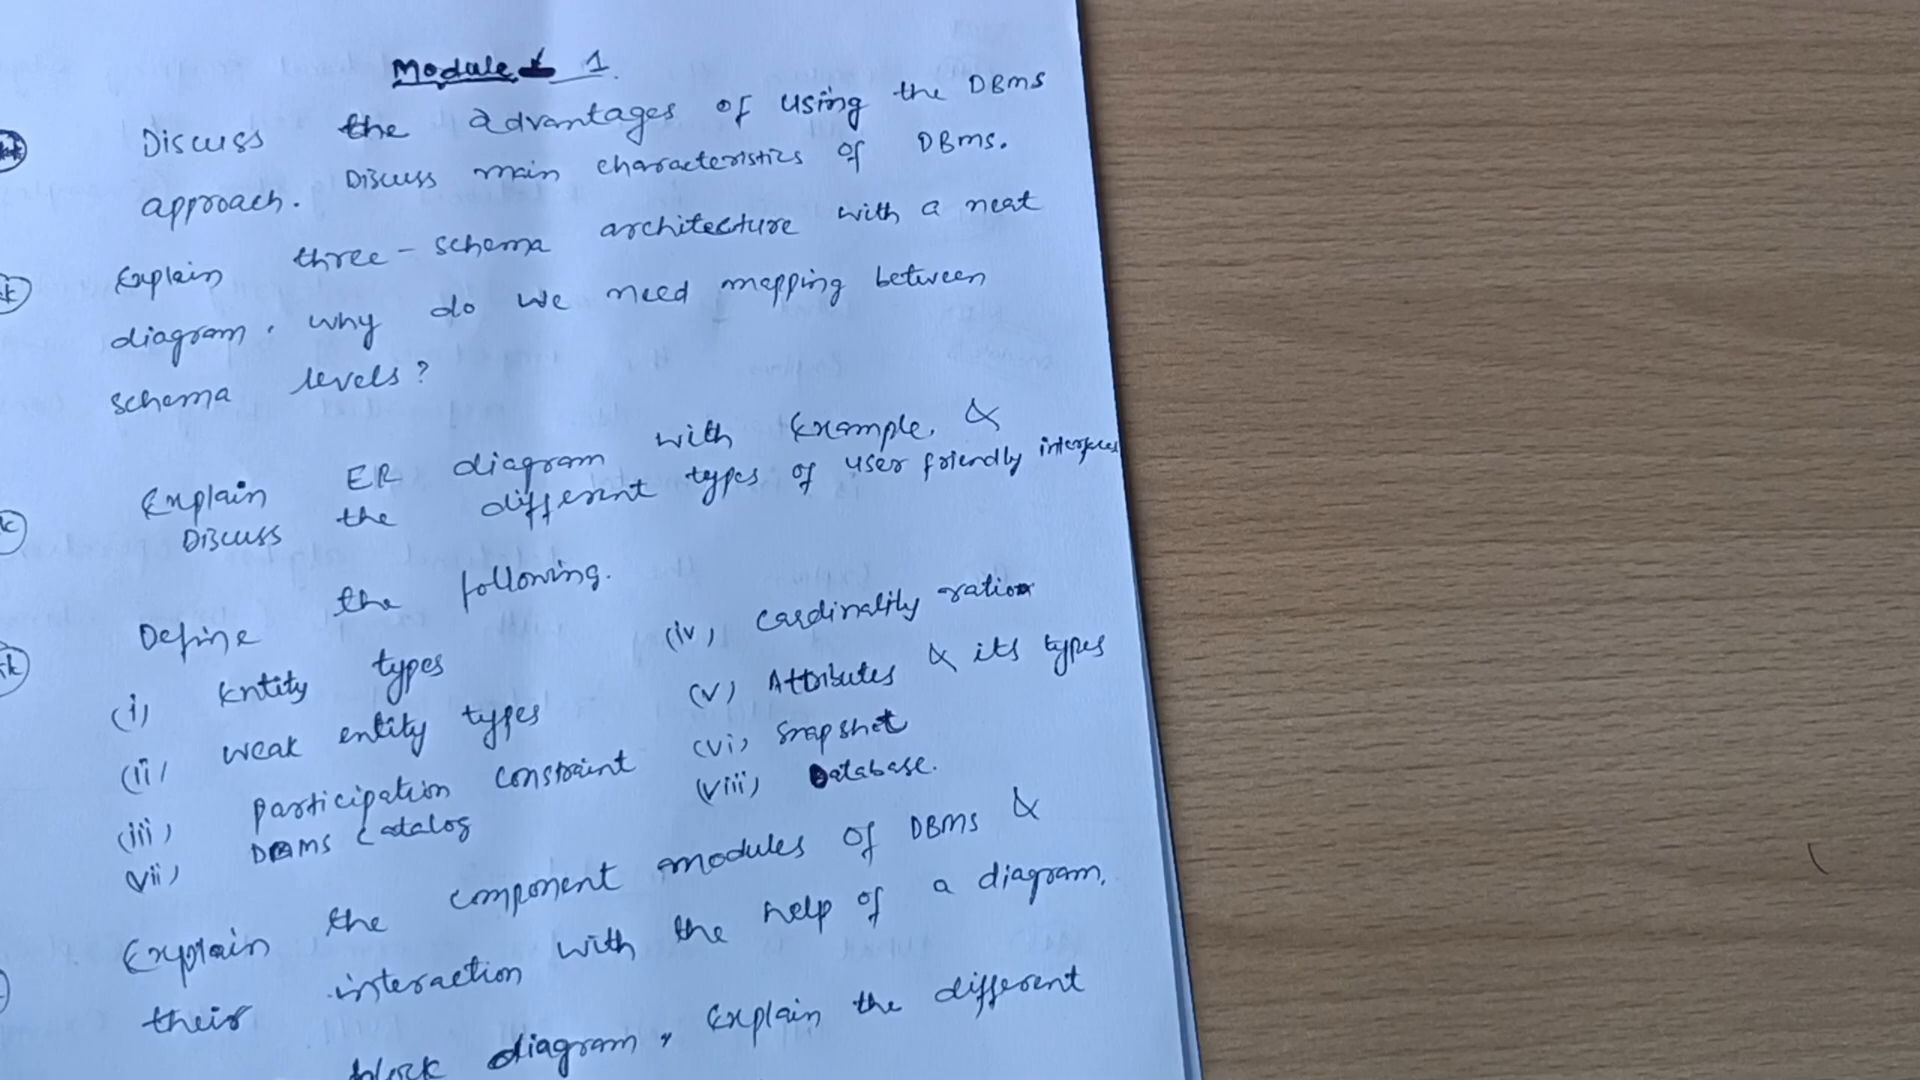 Module 1.
Discuss the advantages of using the DBMS
approach. Discuss main characteristics of DBMS.
Explain three-schema architecture with a neat
diagram. Why do we need mapping between
schema levels?
Explain ER diagram with Example. &
Discuss the different types of user friendly interfaces
Define the following.
(i) Entity types (iv) Cardinality ration
(ii) weak entity types (v) Attributes & its types
(iii) participation constraint (vi) Snapshot
vii) DBMS Catalog (viii) Database.
Explain the component modules of DBMS &
their interaction with the help of a diagram.
block diagram, Explain the different